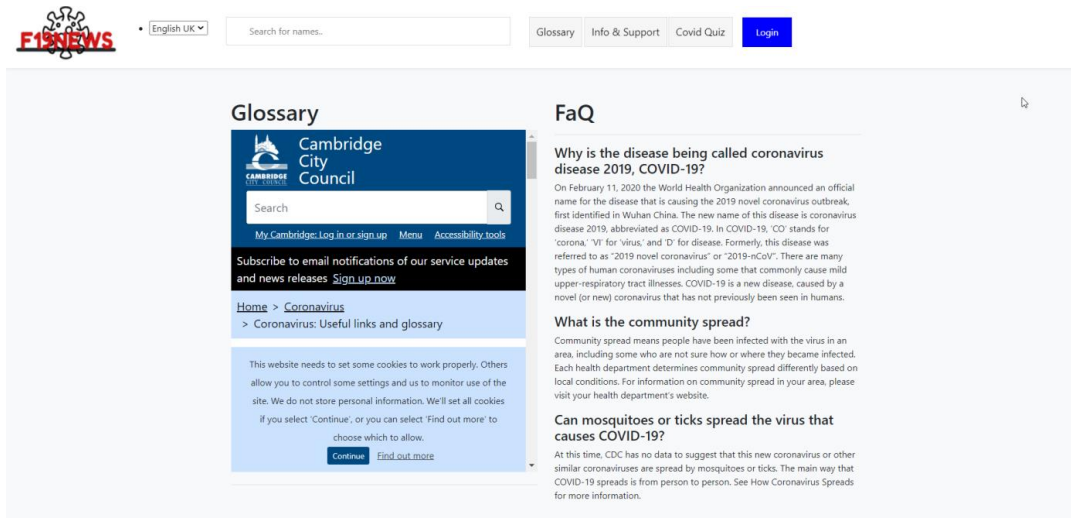 F19NEWS
English UK
Search for names..
Glossary
Info & Support
Covid Quiz
Login
Glossary
Cambridge
City
Council
CAMBRIDGE
CITY COUNCIL
Search
My Cambridge: Log in or sign up Menu Accessibility tools
Subscribe to email notifications of our service updates
and news releases Sign up now
Home > Coronavirus
> Coronavirus: Useful links and glossary
This website needs to set some cookies to work properly. Others
allow you to control some settings and us to monitor use of the
site. We do not store personal information. We'll set all cookies
if you select 'Continue', or you can select 'Find out more' to
choose which to allow.
Continue Find out more
FaQ
Why is the disease being called coronavirus
disease 2019, COVID-19?
On February 11, 2020 the World Health Organization announced an official
name for the disease that is causing the 2019 novel coronavirus outbreak,
first identified in Wuhan China. The new name of this disease is coronavirus
disease 2019, abbreviated as COVID-19. In COVID-19, 'CO' stands for
'corona,' 'VI' for 'virus,' and 'D' for disease. Formerly, this disease was
referred to as "2019 novel coronavirus" or "2019-nCoV". There are many
types of human coronaviruses including some that commonly cause mild
upper-respiratory tract illnesses. COVID-19 is a new disease, caused by a
novel (or new) coronavirus that has not previously been seen in humans.
What is the community spread?
Community spread means people have been infected with the virus in an
area, including some who are not sure how or where they became infected.
Each health department determines community spread differently based on
local conditions. For information on community spread in your area, please
visit your health department's website.
Can mosquitoes or ticks spread the virus that
causes COVID-19?
At this time, CDC has no data to suggest that this new coronavirus or other
similar coronaviruses are spread by mosquitoes or ticks. The main way that
COVID-19 spreads is from person to person. See How Coronavirus Spreads
for more information.